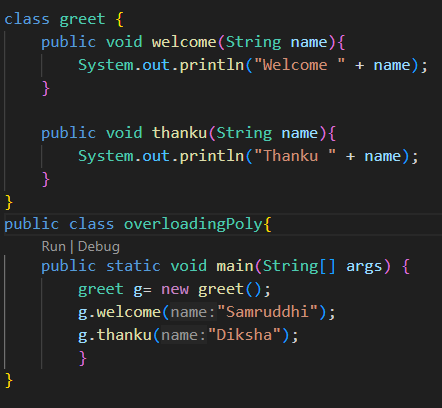 class greet {
    public void welcome(String name){
        System.out.println("Welcome " + name);
    }

    public void thanku(String name){
        System.out.println("Thanku " + name);
    }
}
public class overloadingPoly{
    Run | Debug
    public static void main(String[] args) {
        greet g= new greet();
        g.welcome(name:"Samruddhi");
        g.thanku(name:"Diksha");
        }
}